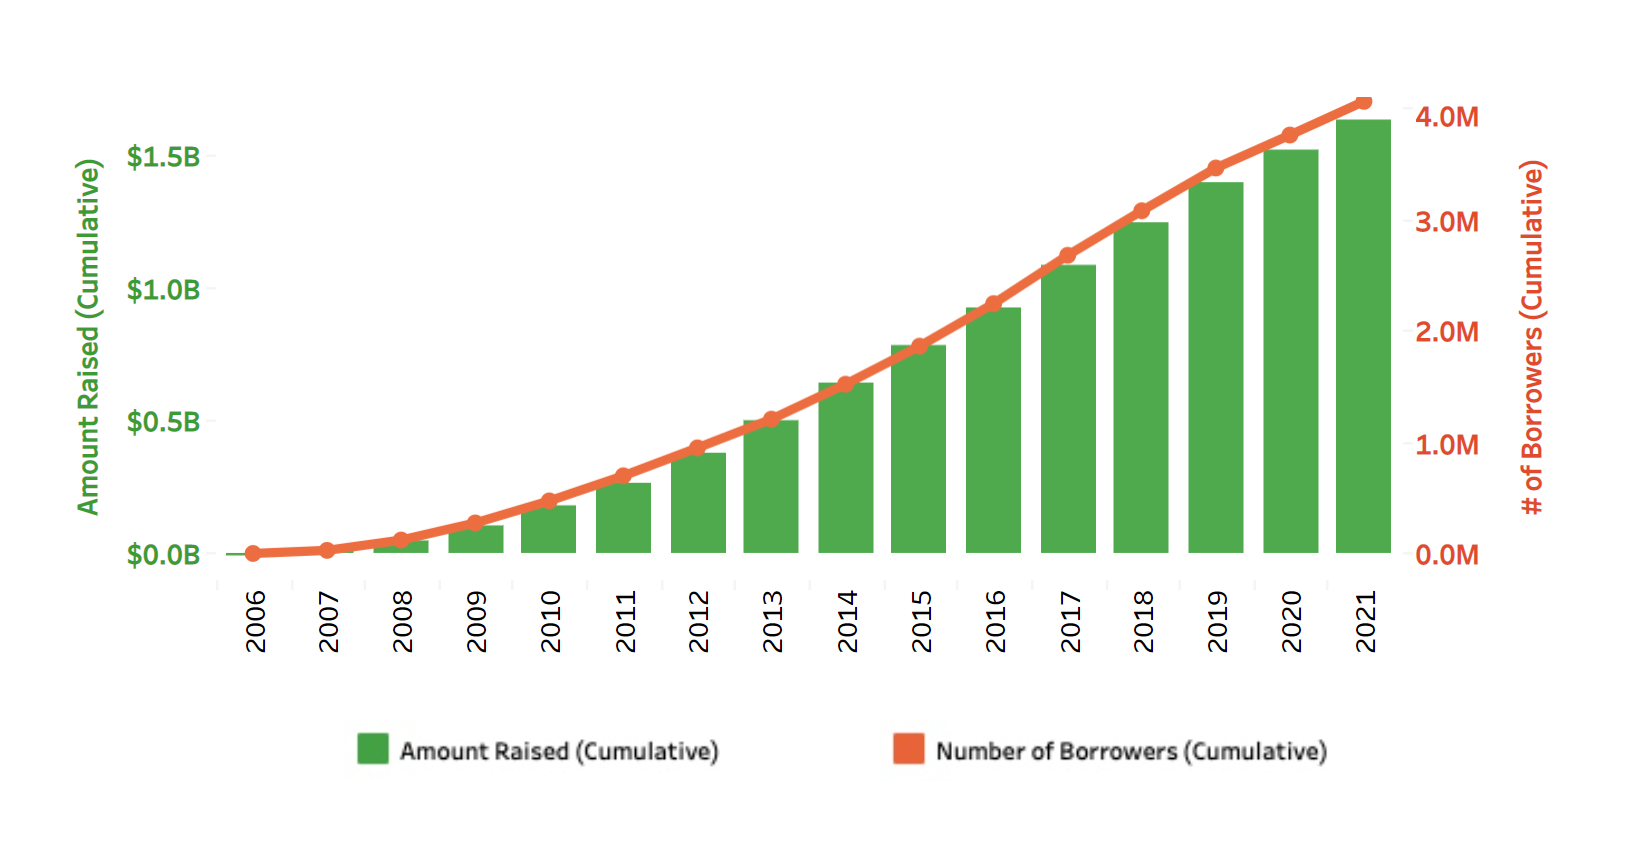 Amount Raised (Cumulative)
$1.5B
$1.0B
$0.5B
$0.0B
4.0M
3.0M
2.0M
1.0M
0.0M
# of Borrowers (Cumulative)
2006
2007
2008
2009
2010
2011
2012
2013
2014
2015
2016
2017
2018
2019
2020
2021
Amount Raised (Cumulative)
Number of Borrowers (Cumulative)